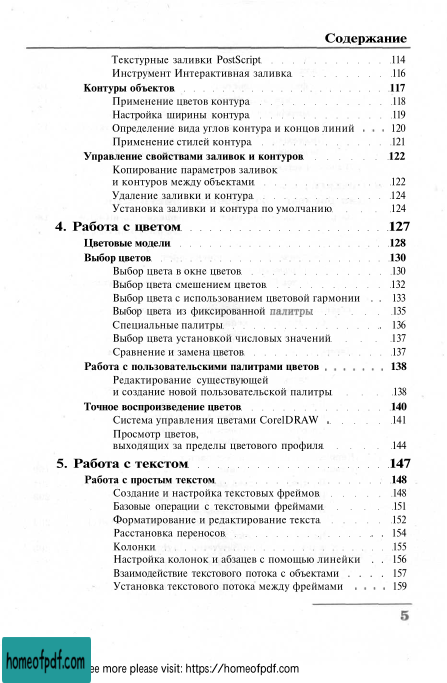 Содержание
Текстурные заливки PostScript 114
Инструмент Интерактивная заливка 116
Контуры объектов 117
Применение цветов контура 118
Настройка ширины контура 119
Определение вида углов контура и концов линий 120
Применение стилей контура 121
Управление свойствами заливок и контуров 122
Копирование параметров заливок
и контуров между объектами 122
Удаление заливки и контура 124
Установка заливки и контура по умолчанию 124
4. Работа с цветом 127
Цветовые модели 128
Выбор цветов 130
Выбор цвета в окне цветов 130
Выбор цвета смешением цветов 132
Выбор цвета с использованием цветовой гармонии 133
Выбор цвета из фиксированной палитры 135
Специальные палитры 136
Выбор цвета установкой числовых значений 137
Сравнение и замена цветов 137
Работа с пользовательскими палитрами цветов 138
Редактирование существующей
и создание новой пользовательской палитры 138
Точное воспроизведение цветов 140
Система управления цветами CorelDRAW 141
Просмотр цветов,
выходящих за пределы цветового профиля 144
5. Работа с текстом 147
Работа с простым текстом 148
Создание и настройка текстовых фреймов 148
Базовые операции с текстовыми фреймами 151
Форматирование и редактирование текста 152
Расстановка переносов 154
Колонки 155
Настройка колонок и абзацев с помощью линейки 156
Взаимодействие текстового потока с объектами 157
Установка текстового потока между фреймами 159
5
homeofpdf.com
ee more please visit: https://homeofpdf.com